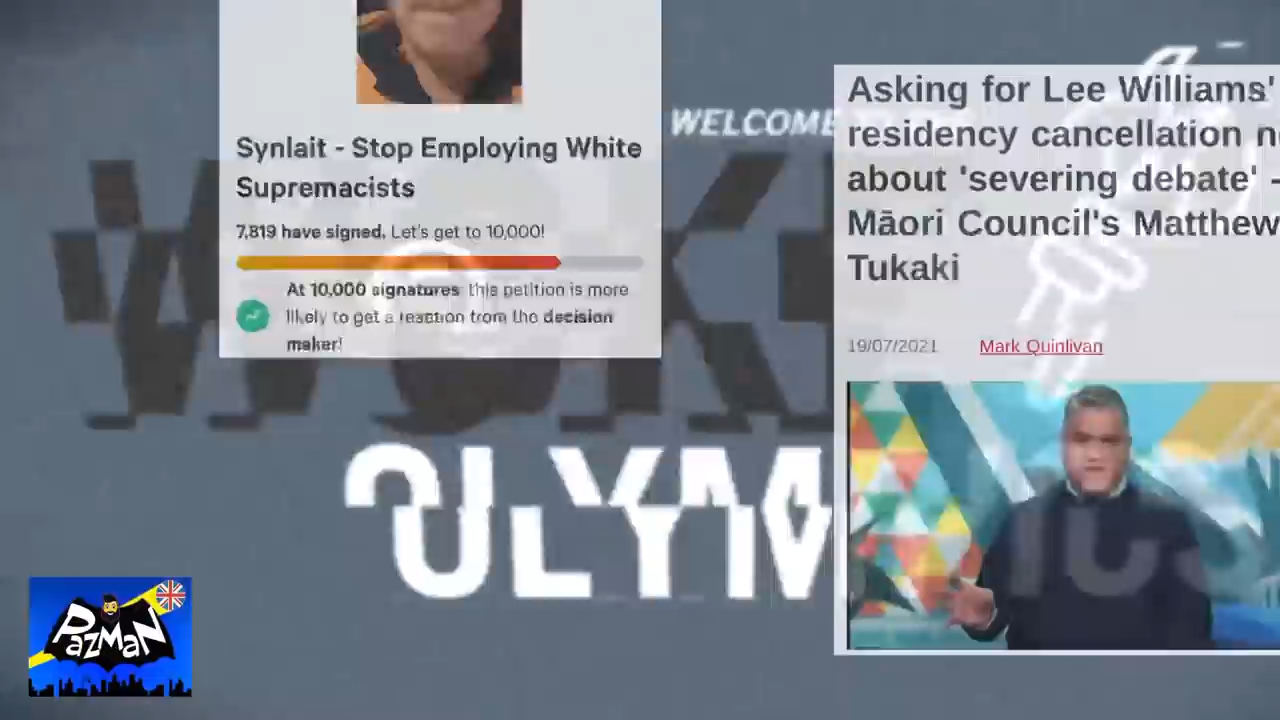 Synlait - Stop Employing White
Supremacists
7,819 have signed. Let's get to 10,000!
At 10,000 signatures, this petition is more
likely to get a reaction from the decision
maker!
WELCOME
Asking for Lee Williams'
residency cancellation
about 'severing debate' -
Māori Council's Matthew
Tukaki
19/07/2021 Mark Quinlivan
WOK
OLYM
PAZMAN